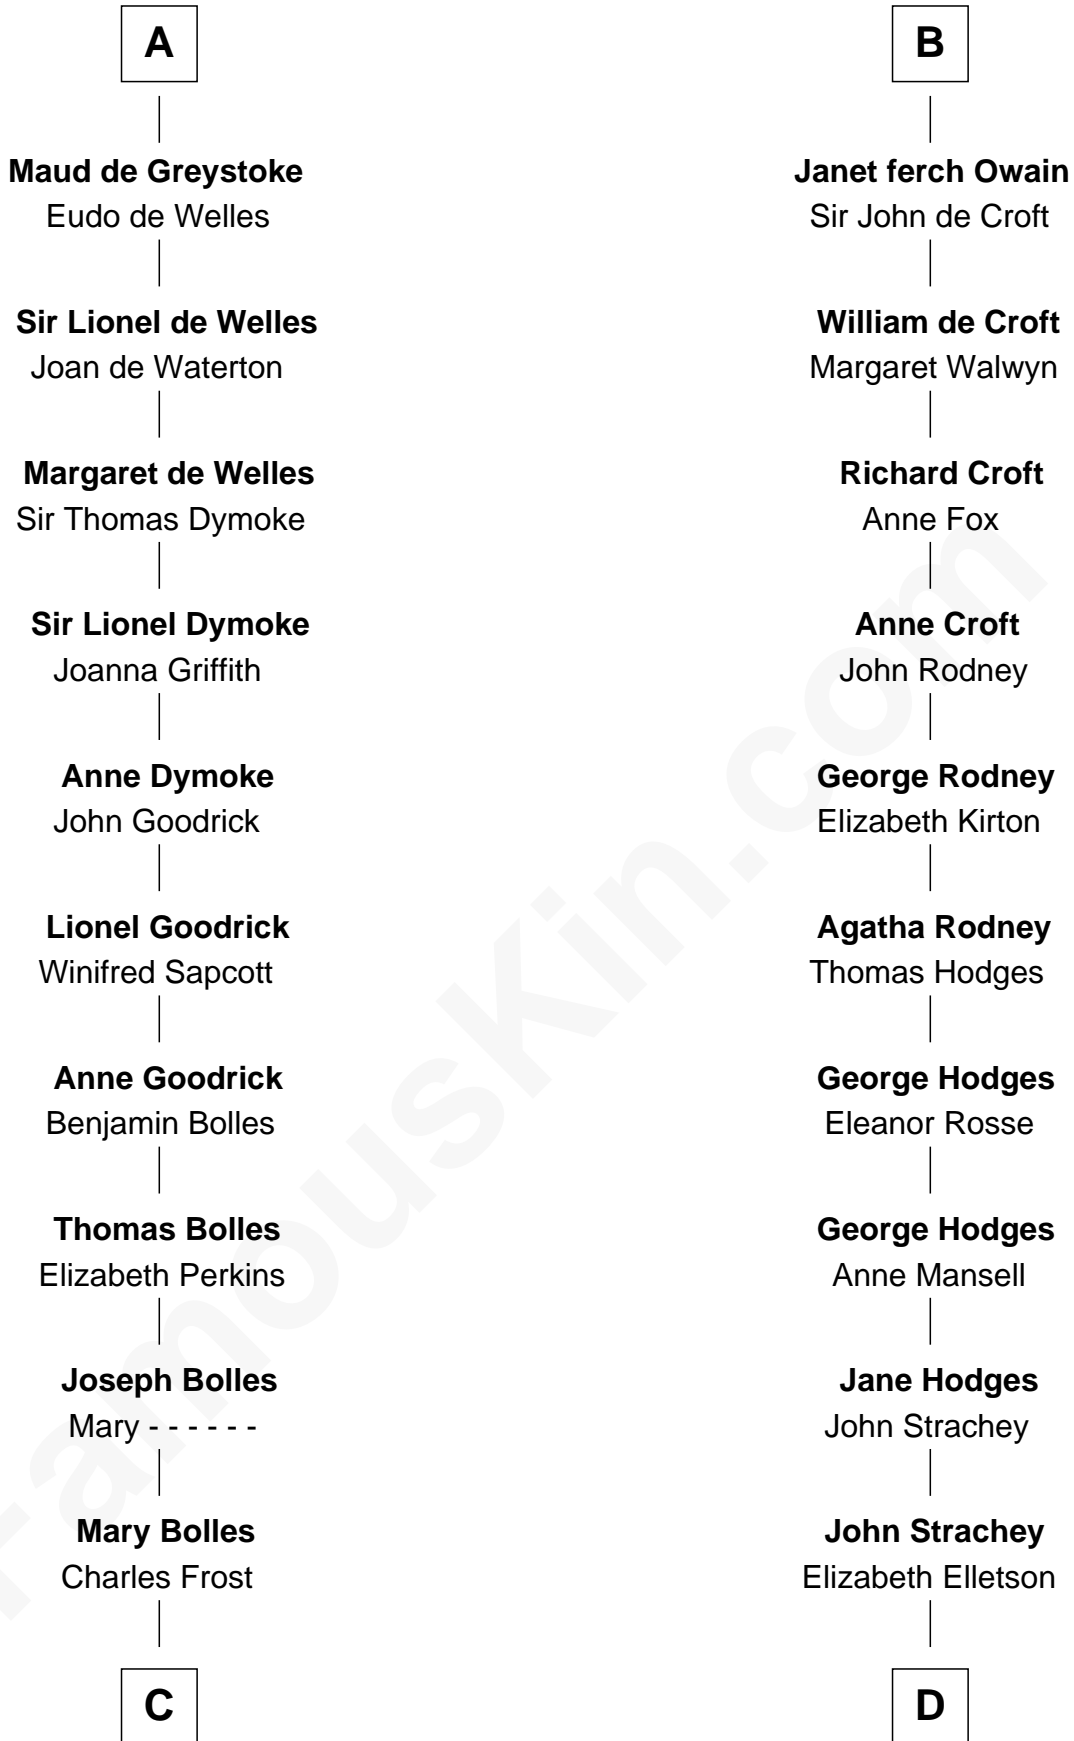 A
Maud de Greystoke
Eudo de Welles
Sir Lionel de Welles
Joan de Waterton
Margaret de Welles
Sir Thomas Dymoke
Sir Lionel Dymoke
Joanna Griffith
Anne Dymoke
John Goodrick
Lionel Goodrick
Winifred Sapcott
Anne Goodrick
Benjamin Bolles
Thomas Bolles
Elizabeth Perkins
Joseph Bolles
Mary - - - - - -
Mary Bolles
Charles Frost
C
B
Janet ferch Owain
Sir John de Croft
William de Croft
Margaret Walwyn
Richard Croft
Anne Fox
Anne Croft
John Rodney
George Rodney
Elizabeth Kirton
Agatha Rodney
Thomas Hodges
George Hodges
Eleanor Rosse
George Hodges
Anne Mansell
Jane Hodges
John Strachey
John Strachey
Elizabeth Elletson
D
FamousKin.com